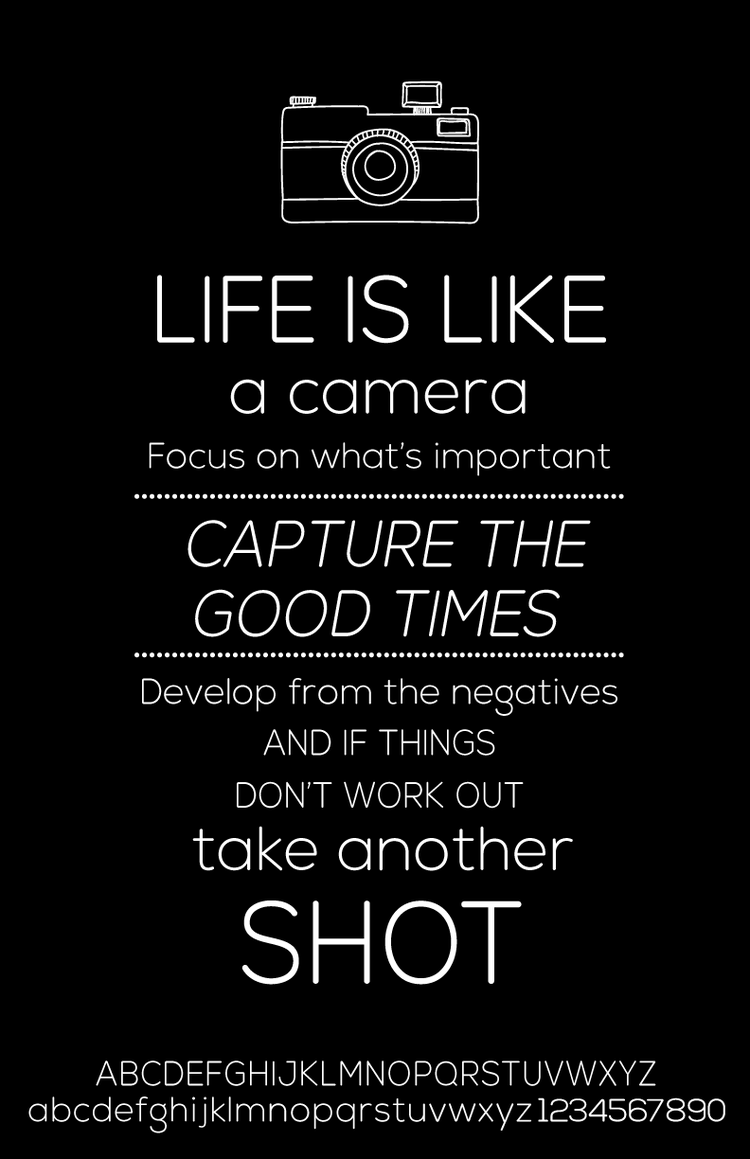 LIFE IS LIKE
a camera
Focus on what's important
CAPTURE THE
GOOD TIMES
Develop from the negatives
AND IF THINGS
DON'T WORK OUT
take another
SHOT
ABCDEFGHIJKLMNOPQRSTUVWXYZ
abcdefghijklmnopqrstuvwxyz1234567890